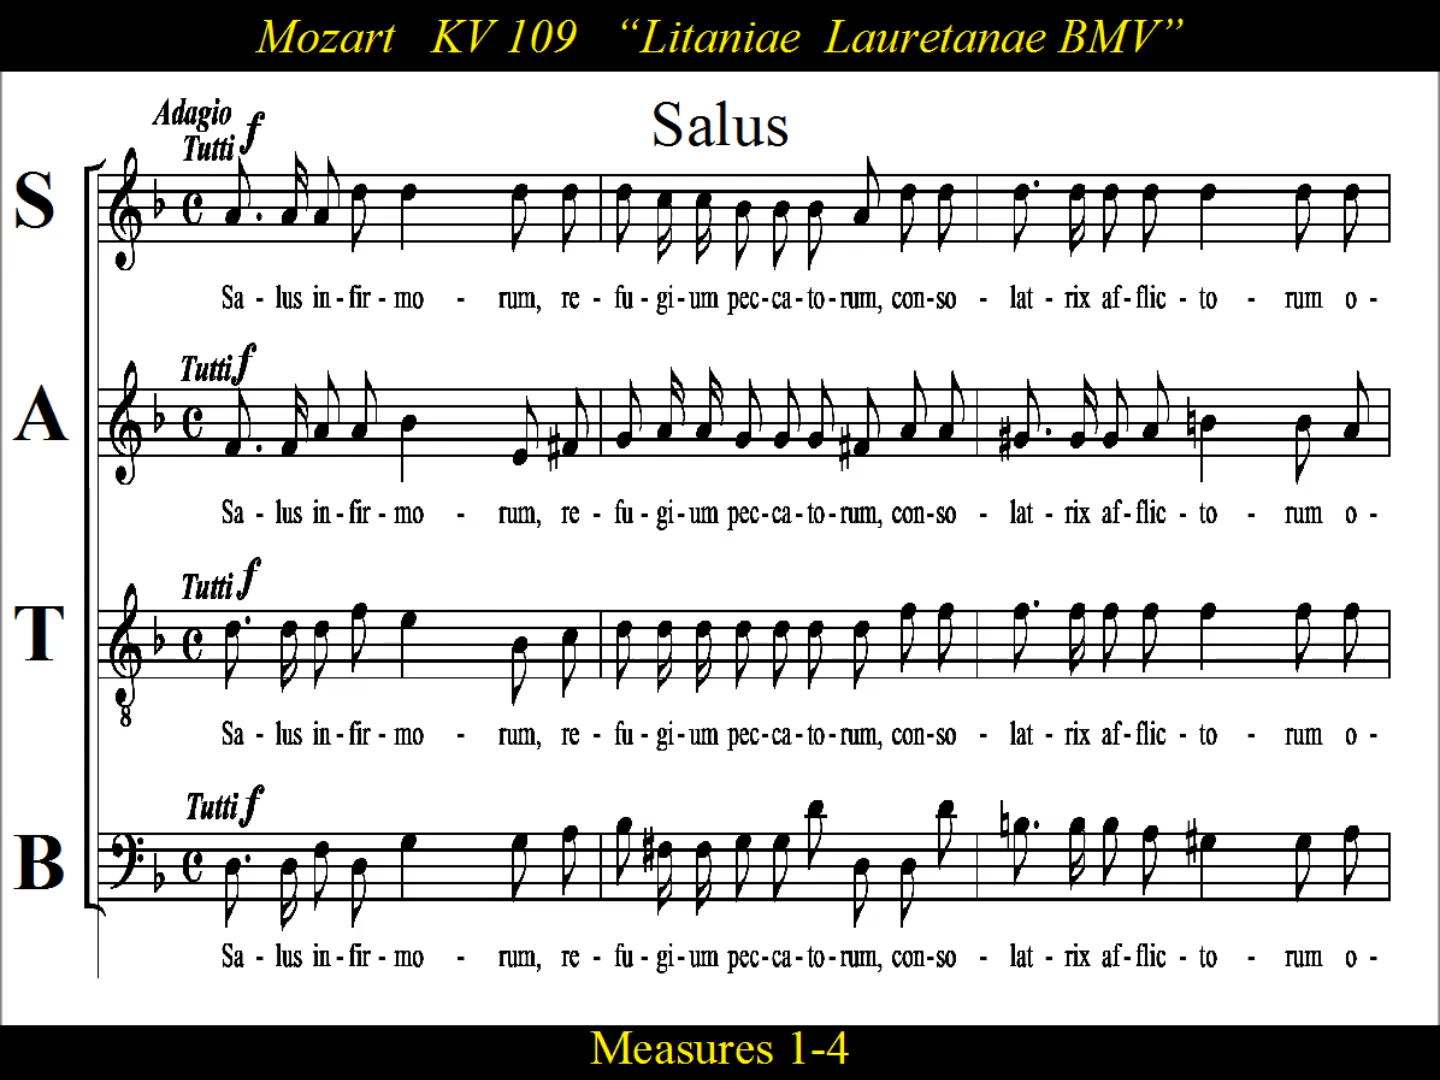 Mozart KV 109 “Litaniae Lauretanae BMV”
Salus
Adagio
Tutti f
S
Sa - lus in - fir - mo - rum, re - fu - gi - um pec - ca - to - rum, con - so - lat - rix af - flic - to - rum o -
Tutti f
A
Sa - lus in - fir - mo - rum, re - fu - gi - um pec - ca - to - rum, con - so - lat - rix af - flic - to - rum o -
Tutti f
T
8
Sa - lus in - fir - mo - rum, re - fu - gi - um pec - ca - to - rum, con - so - lat - rix af - flic - to - rum o -
Tutti f
B
Sa - lus in - fir - mo - rum, re - fu - gi - um pec - ca - to - rum, con - so - lat - rix af - flic - to - rum o -
Measures 1-4